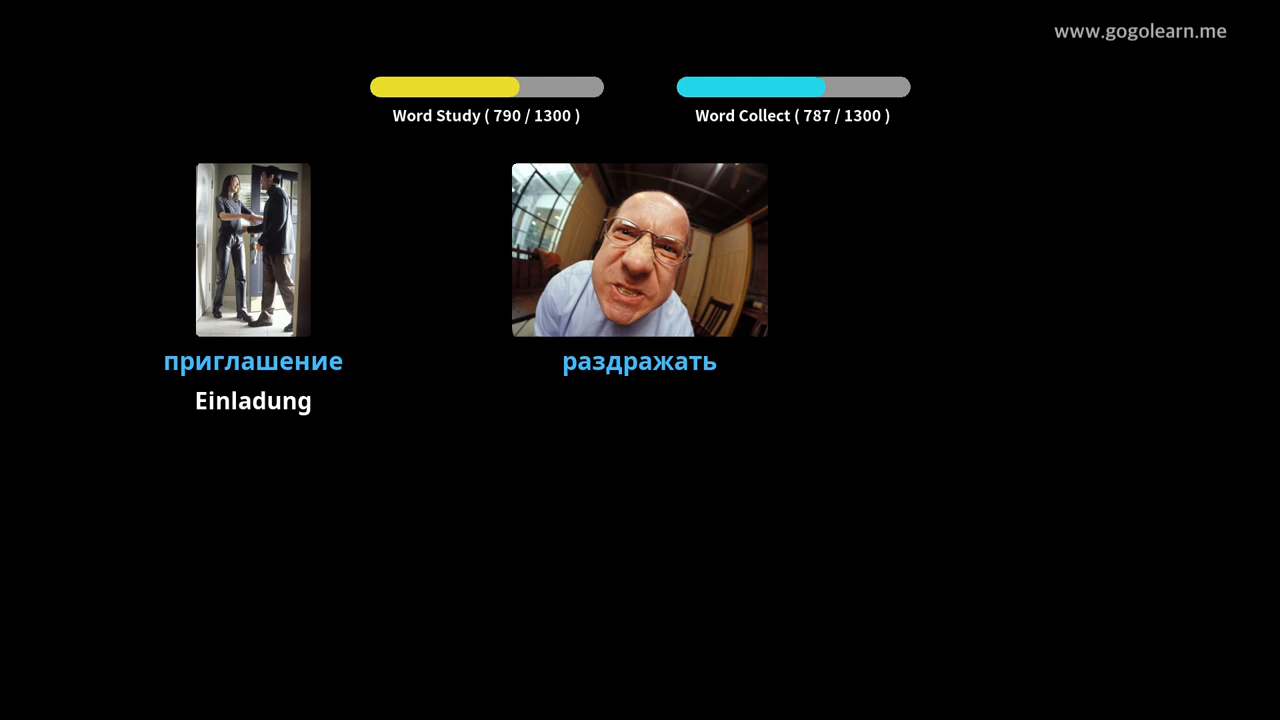 www.gogolearn.me
Word Study ( 790 / 1300 )
Word Collect ( 787 / 1300 )
приглашение
раздражать
Einladung